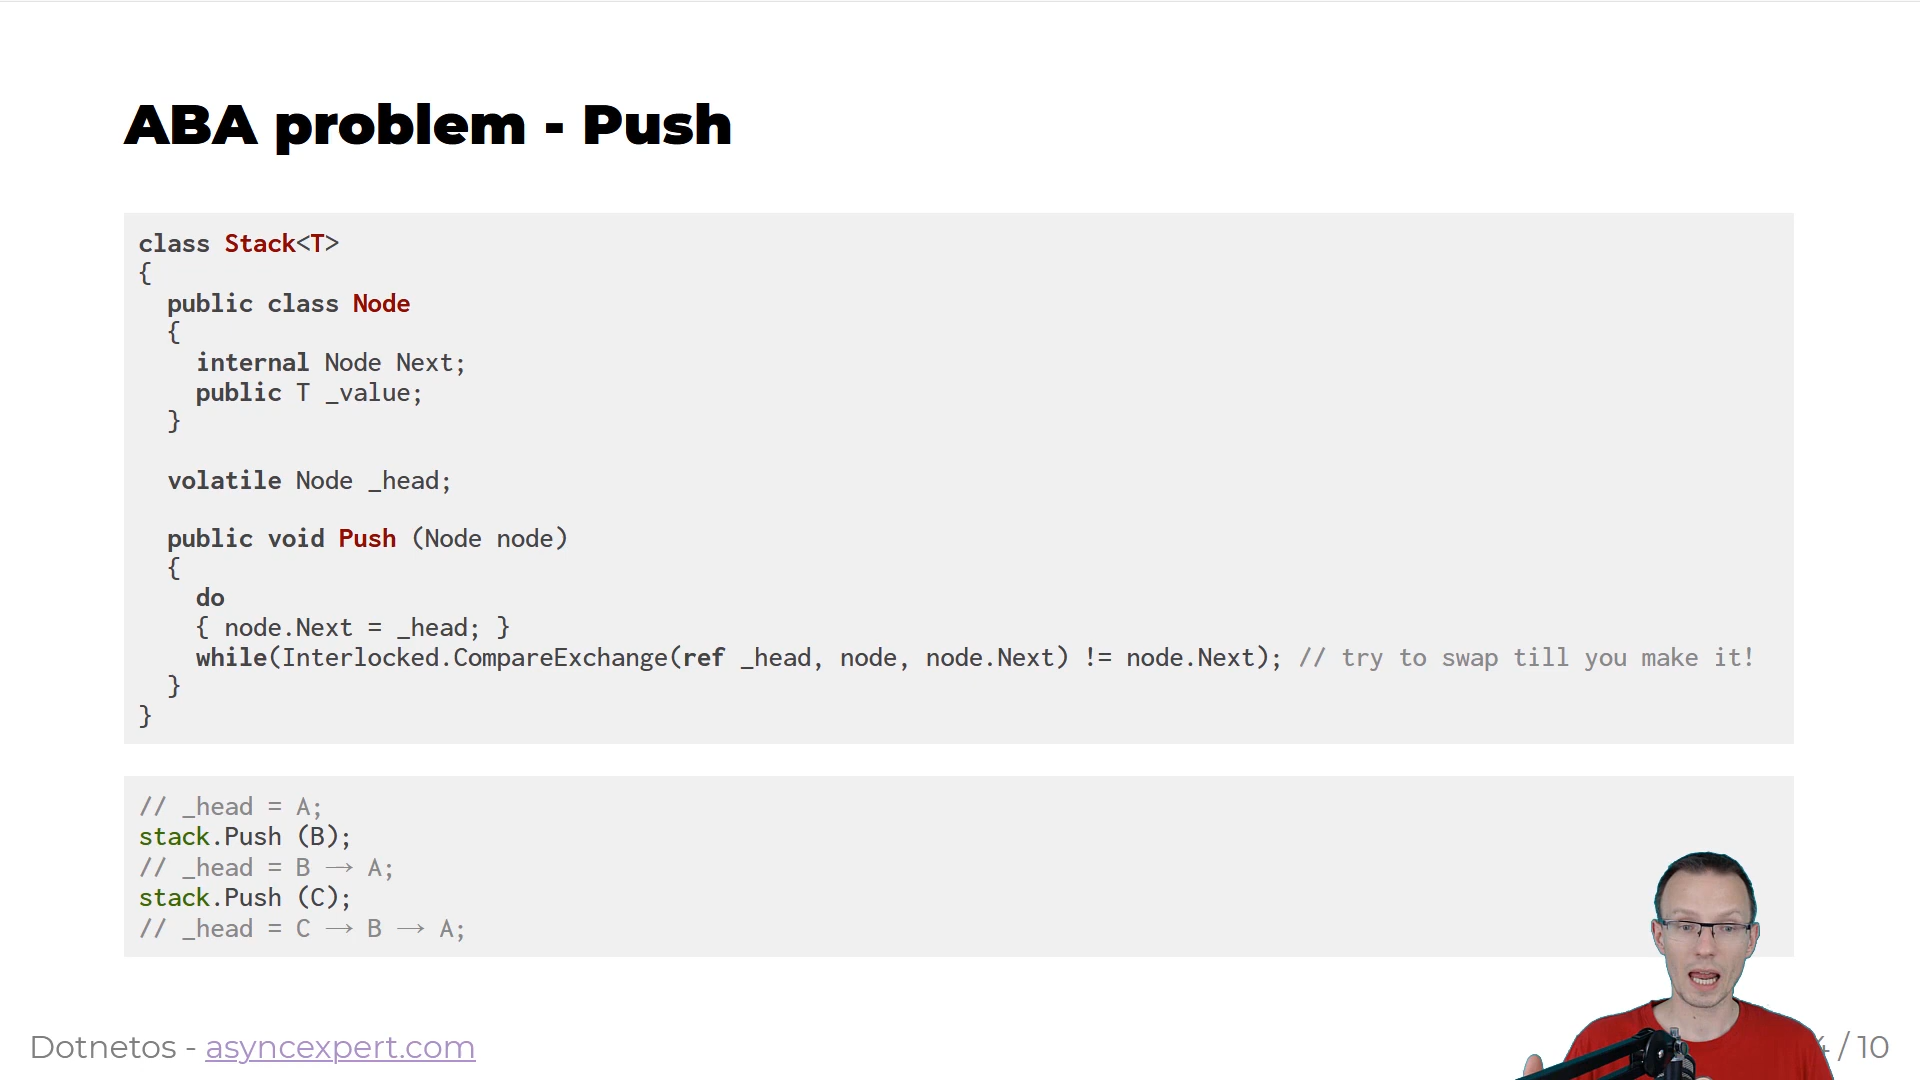 ABA problem - Push
class Stack<T>
{
  public class Node
  {
    internal Node Next;
    public T _value;
  }
  volatile Node _head;
  public void Push (Node node)
  {
    do
    { node.Next = _head; }
    while(Interlocked.CompareExchange(ref _head, node, node.Next) != node.Next); // try to swap till you make it!
  }
}
// _head = A;
stack.Push (B);
// _head = B → A;
stack.Push (C);
// _head = C → B → A;
Dotnetos - asyncexpert.com
/ 10